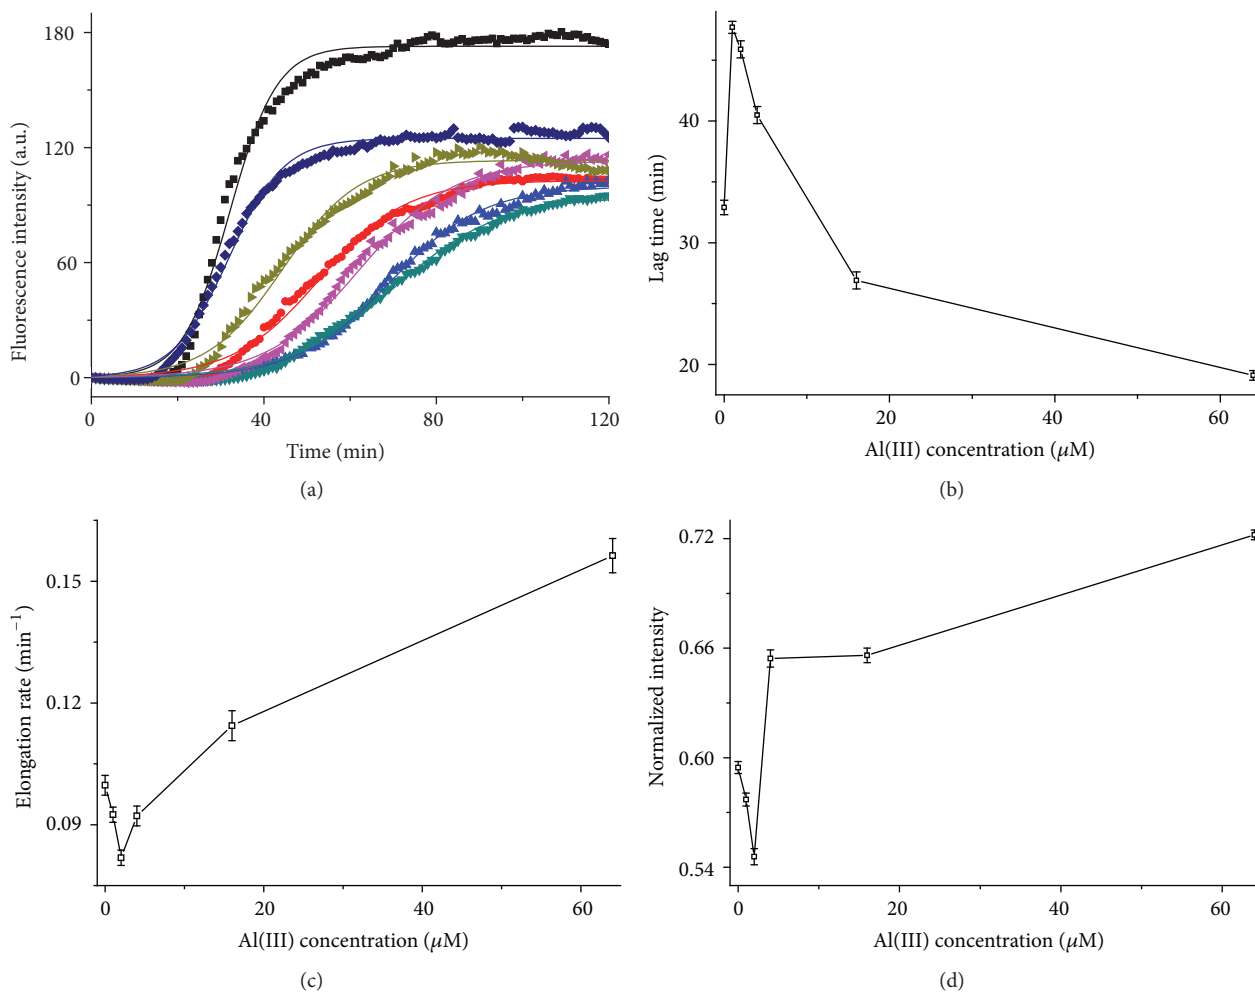 180
120
60
0
Fluorescence intensity (a.u.)
0 40 80 120
Time (min)
(a)
40
30
20
Lag time (min)
0 20 40 60
Al(III) concentration (μM)
(b)
0.15
0.12
0.09
Elongation rate (min⁻¹)
0 20 40 60
Al(III) concentration (μM)
(c)
0.72
0.66
0.60
0.54
Normalized intensity
0 20 40 60
Al(III) concentration (μM)
(d)